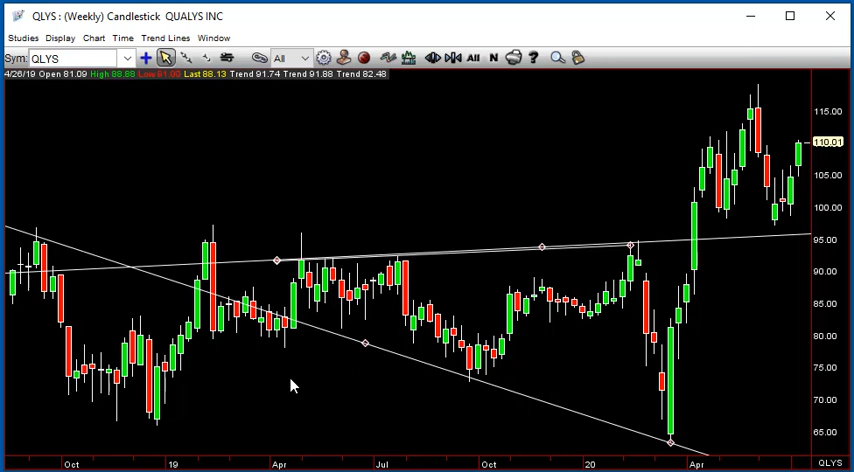 QLYS : (Weekly) Candlestick QUALYS INC
Studies Display Chart Time Trend Lines Window
Sym: QLYS All All N ?
4/26/19 Open 81.09 High 88.88 Low 81.00 Last 88.13 Trend 91.74 Trend 91.88 Trend 82.48
115.00
110.01
105.00
100.00
95.00
90.00
85.00
80.00
75.00
70.00
65.00
Oct 19 Apr Jul Oct 20 Apr QLYS